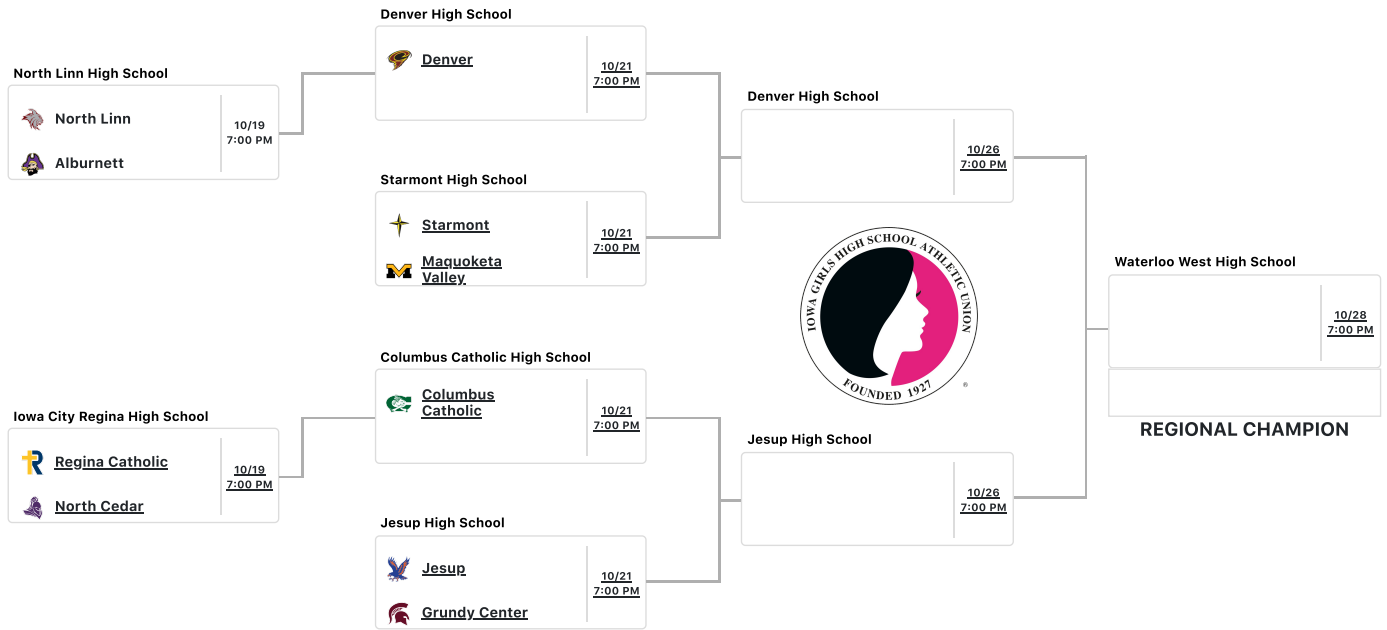 North Linn High School
North Linn
Alburnett
10/19
7:00 PM
Iowa City Regina High School
Regina Catholic
North Cedar
10/19
7:00 PM
Denver High School
Denver
10/21
7:00 PM
Starmont High School
Starmont
Maquoketa
Valley
10/21
7:00 PM
Columbus Catholic High School
Columbus
Catholic
10/21
7:00 PM
Jesup High School
Jesup
Grundy Center
10/21
7:00 PM
Denver High School
10/26
7:00 PM
IOWA GIRLS HIGH SCHOOL ATHLETIC UNION
FOUNDED 1927
®
Jesup High School
10/26
7:00 PM
Waterloo West High School
10/28
7:00 PM
REGIONAL CHAMPION